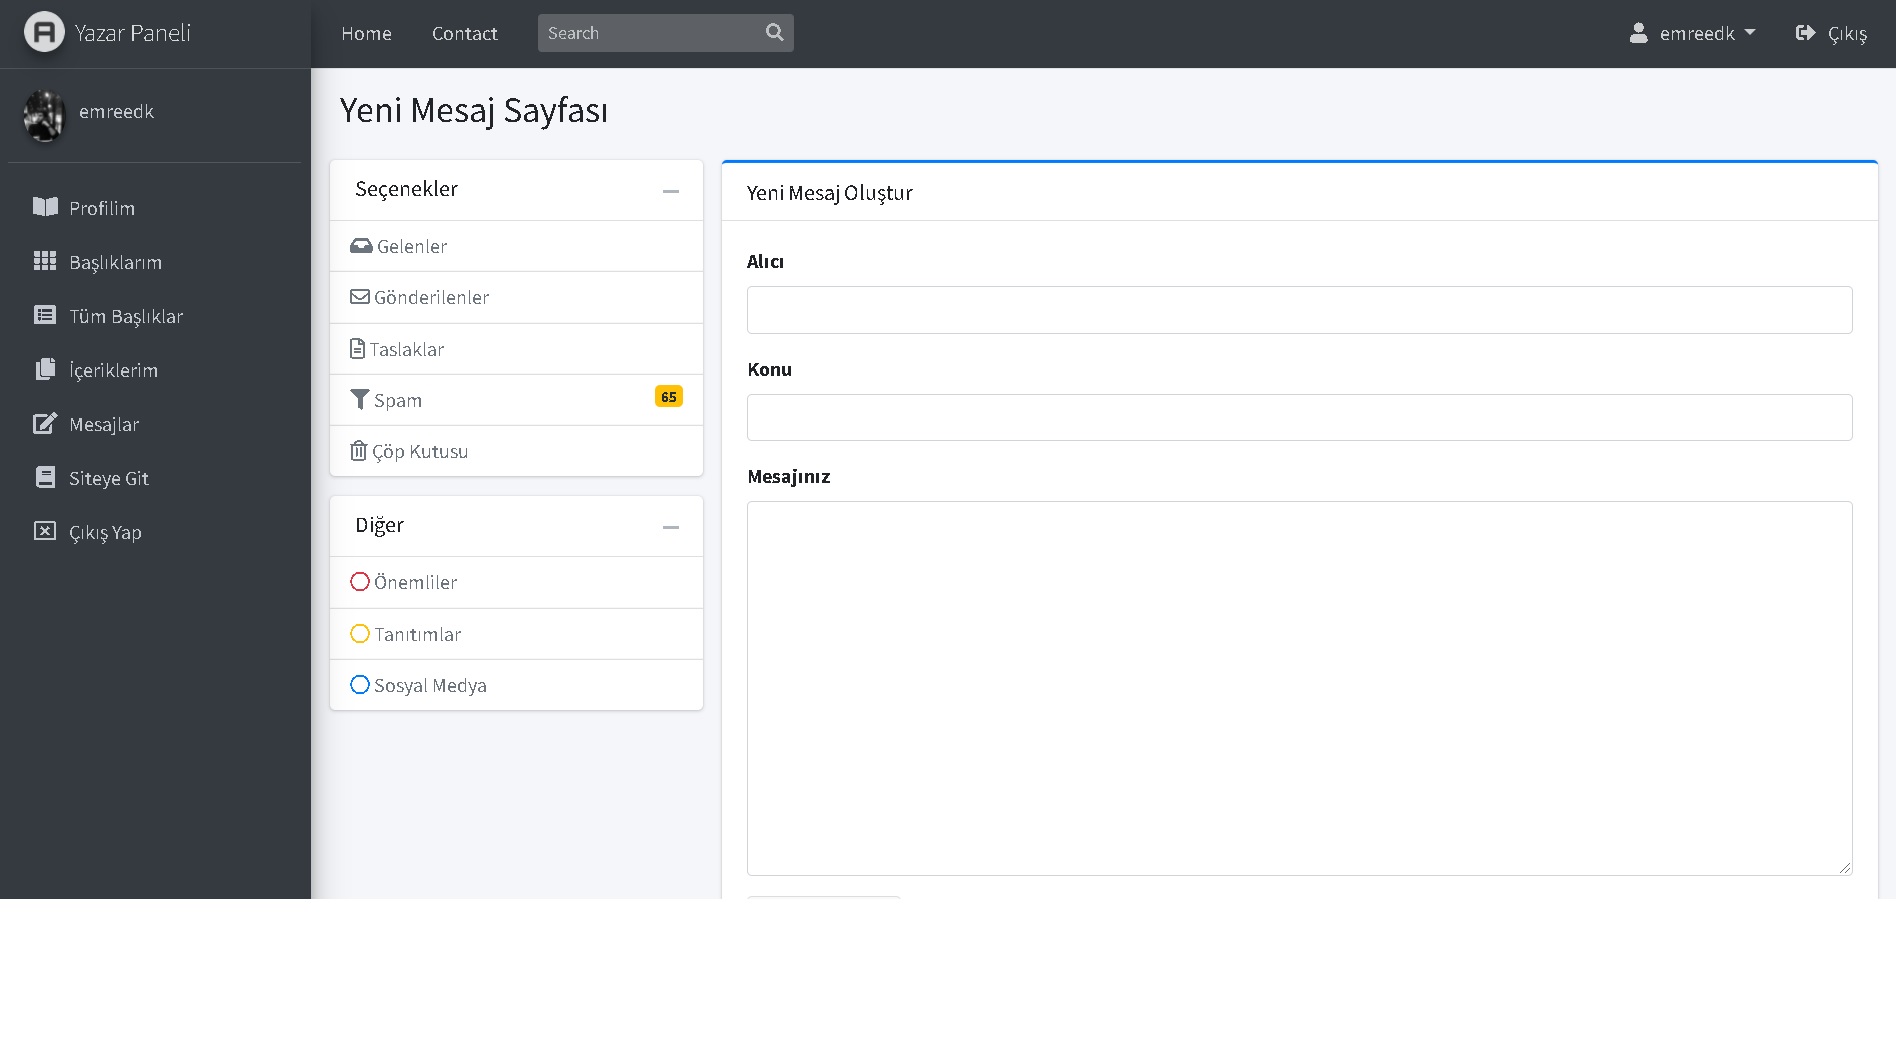 Yazar Paneli
Home
Contact
Search
emreedk
Çıkış
emreedk
Profilim
Başlıklarım
Tüm Başlıklar
İçeriklerim
Mesajlar
Siteye Git
Çıkış Yap
Yeni Mesaj Sayfası
Seçenekler
Gelenler
Gönderilenler
Taslaklar
Spam 65
Çöp Kutusu
Diğer
Önemliler
Tanıtımlar
Sosyal Medya
Yeni Mesaj Oluştur
Alıcı
Konu
Mesajınız